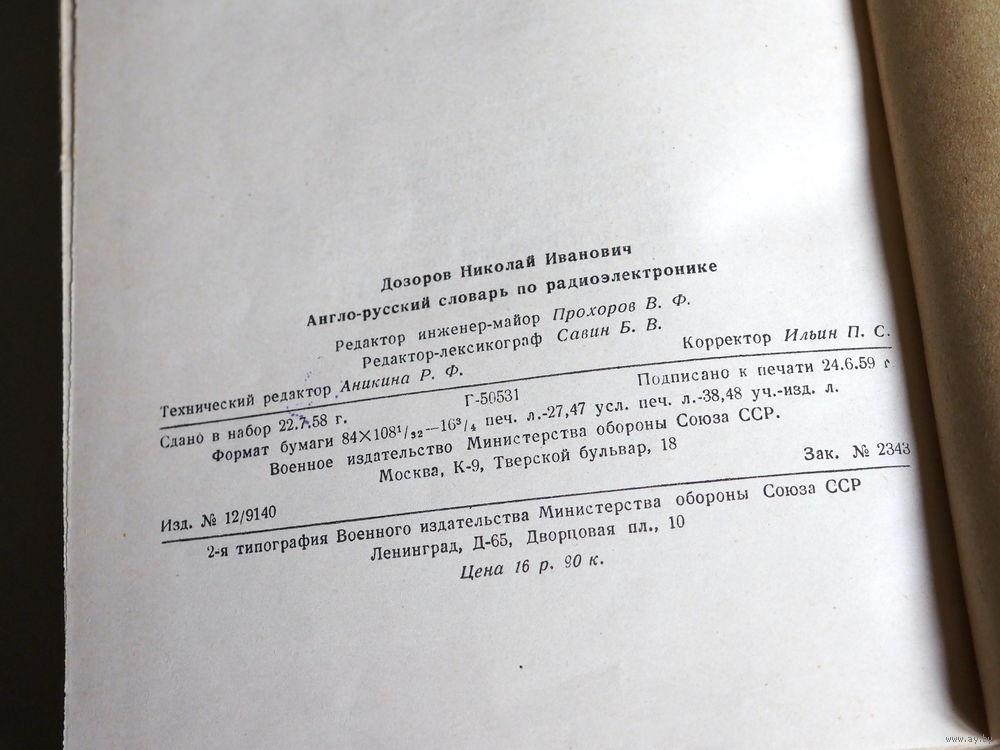 Дозоров Николай Иванович
Англо-русский словарь по радиоэлектронике
Редактор инженер-майор Прохоров В. Ф.
Редактор-лексикограф Савин Б. В.
Технический редактор Аникина Р. Ф. Корректор Ильин П. С.
Сдано в набор 22.7.58 г. Г-50531 Подписано к печати 24.6.59 г.
Формат бумаги 84×108¹/₃₂—16³/₄ печ. л.-27,47 усл. печ. л.-38,48 уч.-изд. л.
Военное издательство Министерства обороны Союза ССР.
Москва, К-9, Тверской бульвар, 18
Изд. № 12/9140 Зак. № 2343
2-я типография Военного издательства Министерства обороны Союза ССР
Ленинград, Д-65, Дворцовая пл., 10
Цена 16 р. 90 к.